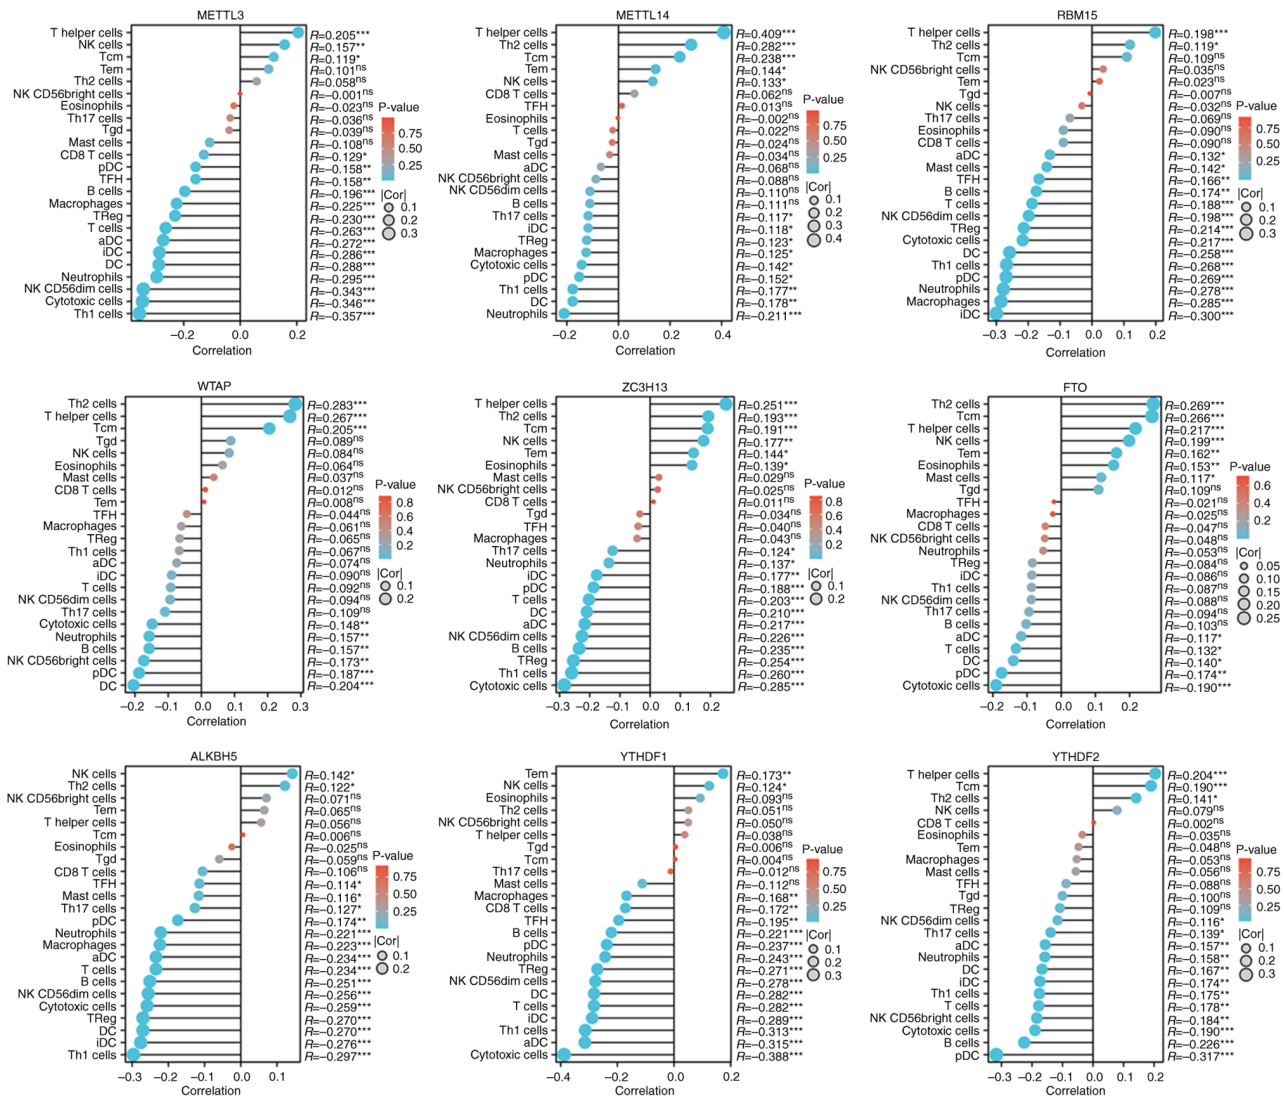 METTL3
T helper cells R=0.205***
NK cells R=0.157**
Tcm R=0.119*
Tem R=0.101ns
Th2 cells R=0.058ns
NK CD56bright cells R=−0.001ns
Eosinophils R=−0.023ns
Th17 cells R=−0.036ns
Tgd R=−0.039ns
Mast cells R=−0.108ns
CD8 T cells R=−0.129*
pDC R=−0.158**
TFH R=−0.158**
B cells R=−0.196***
Macrophages R=−0.225***
TReg R=−0.230***
T cells R=−0.263***
aDC R=−0.272***
iDC R=−0.286***
DC R=−0.288***
Neutrophils R=−0.295***
NK CD56dim cells R=−0.343***
Cytotoxic cells R=−0.346***
Th1 cells R=−0.357***
−0.2 0.0 0.2
Correlation
P-value
0.75
0.50
0.25
|Cor|
0.1
0.2
0.3
METTL14
T helper cells R=0.409***
Th2 cells R=0.282***
Tcm R=0.238***
Tem R=0.144*
NK cells R=0.133*
CD8 T cells R=0.062ns
TFH R=0.013ns
Eosinophils R=−0.002ns
T cells R=−0.022ns
Tgd R=−0.024ns
Mast cells R=−0.034ns
aDC R=−0.068ns
NK CD56bright cells R=−0.088ns
NK CD56dim cells R=−0.110ns
B cells R=−0.111ns
Th17 cells R=−0.117*
iDC R=−0.118*
TReg R=−0.123*
Macrophages R=−0.125*
Cytotoxic cells R=−0.142*
pDC R=−0.152*
Th1 cells R=−0.177**
DC R=−0.178**
Neutrophils R=−0.211***
−0.2 0.0 0.2 0.4
Correlation
P-value
0.75
0.50
0.25
|Cor|
0.1
0.2
0.3
0.4
RBM15
T helper cells R=0.198***
Th2 cells R=0.119*
Tcm R=0.109ns
NK CD56bright cells R=0.035ns
Tem R=0.023ns
Tgd R=−0.007ns
NK cells R=−0.032ns
Th17 cells R=−0.069ns
Eosinophils R=−0.090ns
CD8 T cells R=−0.090ns
aDC R=−0.132*
Mast cells R=−0.142*
TFH R=−0.166**
B cells R=−0.174**
T cells R=−0.188***
NK CD56dim cells R=−0.198***
TReg R=−0.214***
Cytotoxic cells R=−0.217***
DC R=−0.258***
Th1 cells R=−0.268***
pDC R=−0.269***
Neutrophils R=−0.278***
Macrophages R=−0.285***
iDC R=−0.300***
−0.3 −0.2 −0.1 0.0 0.1 0.2
Correlation
P-value
0.75
0.50
0.25
|Cor|
0.1
0.2
0.3
WTAP
Th2 cells R=0.283***
T helper cells R=0.267***
Tcm R=0.205***
Tgd R=0.089ns
NK cells R=0.084ns
Eosinophils R=0.064ns
Mast cells R=0.037ns
CD8 T cells R=0.012ns
Tem R=0.008ns
TFH R=−0.044ns
Macrophages R=−0.061ns
TReg R=−0.065ns
Th1 cells R=−0.067ns
aDC R=−0.074ns
iDC R=−0.090ns
T cells R=−0.092ns
NK CD56dim cells R=−0.094ns
Th17 cells R=−0.109ns
Cytotoxic cells R=−0.148**
Neutrophils R=−0.157**
B cells R=−0.157**
NK CD56bright cells R=−0.173**
pDC R=−0.187***
DC R=−0.204***
−0.2 −0.1 0.0 0.1 0.2 0.3
Correlation
P-value
0.8
0.6
0.4
0.2
|Cor|
0.1
0.2
ZC3H13
T helper cells R=0.251***
Th2 cells R=0.193***
Tcm R=0.191***
NK cells R=0.177**
Tem R=0.144*
Eosinophils R=0.139*
Mast cells R=0.029ns
NK CD56bright cells R=0.025ns
CD8 T cells R=0.011ns
Tgd R=−0.034ns
TFH R=−0.040ns
Macrophages R=−0.043ns
Th17 cells R=−0.124*
Neutrophils R=−0.137*
iDC R=−0.177**
pDC R=−0.188***
T cells R=−0.203***
DC R=−0.210***
aDC R=−0.217***
NK CD56dim cells R=−0.226***
B cells R=−0.235***
TReg R=−0.254***
Th1 cells R=−0.260***
Cytotoxic cells R=−0.285***
−0.3 −0.2 −0.1 0.0 0.1 0.2
Correlation
P-value
0.8
0.6
0.4
0.2
|Cor|
0.1
0.2
FTO
Th2 cells R=0.269***
Tcm R=0.266***
T helper cells R=0.217***
NK cells R=0.199***
Tem R=0.162**
Eosinophils R=0.153**
Mast cells R=0.117*
Tgd R=0.109ns
TFH R=−0.021ns
Macrophages R=−0.025ns
CD8 T cells R=−0.047ns
NK CD56bright cells R=−0.048ns
Neutrophils R=−0.053ns
TReg R=−0.084ns
iDC R=−0.086ns
Th1 cells R=−0.087ns
NK CD56dim cells R=−0.088ns
Th17 cells R=−0.094ns
B cells R=−0.103ns
aDC R=−0.117*
T cells R=−0.132*
DC R=−0.140*
pDC R=−0.174**
Cytotoxic cells R=−0.190***
−0.2 −0.1 0.0 0.1 0.2
Correlation
P-value
0.6
0.4
0.2
|Cor|
0.05
0.10
0.15
0.20
0.25
ALKBH5
NK cells R=0.142*
Th2 cells R=0.122*
NK CD56bright cells R=0.071ns
Tem R=0.065ns
T helper cells R=0.056ns
Tcm R=0.006ns
Eosinophils R=−0.025ns
Tgd R=−0.059ns
CD8 T cells R=−0.106ns
TFH R=−0.114*
Mast cells R=−0.116*
Th17 cells R=−0.127*
pDC R=−0.174**
Neutrophils R=−0.221***
Macrophages R=−0.223***
aDC R=−0.234***
T cells R=−0.234***
B cells R=−0.251***
NK CD56dim cells R=−0.256***
Cytotoxic cells R=−0.259***
TReg R=−0.270***
DC R=−0.270***
iDC R=−0.276***
Th1 cells R=−0.297***
−0.3 −0.2 −0.1 0.0 0.1
Correlation
P-value
0.75
0.50
0.25
|Cor|
0.1
0.2
YTHDF1
Tem R=0.173**
NK cells R=0.124*
Eosinophils R=0.093ns
Th2 cells R=0.051ns
NK CD56bright cells R=0.050ns
T helper cells R=0.038ns
Tgd R=0.006ns
Tcm R=0.004ns
Th17 cells R=−0.012ns
Mast cells R=−0.112ns
Macrophages R=−0.168**
CD8 T cells R=−0.172**
TFH R=−0.195**
B cells R=−0.221***
pDC R=−0.237***
Neutrophils R=−0.243***
TReg R=−0.271***
NK CD56dim cells R=−0.278***
DC R=−0.282***
T cells R=−0.282***
iDC R=−0.289***
Th1 cells R=−0.313***
aDC R=−0.315***
Cytotoxic cells R=−0.388***
−0.4 −0.2 0.0 0.2
Correlation
P-value
0.75
0.50
0.25
|Cor|
0.1
0.2
0.3
YTHDF2
T helper cells R=0.204***
Tcm R=0.190***
Th2 cells R=0.141*
NK cells R=0.079ns
CD8 T cells R=0.002ns
Eosinophils R=−0.035ns
Tem R=−0.048ns
Macrophages R=−0.053ns
Mast cells R=−0.056ns
TFH R=−0.088ns
Tgd R=−0.100ns
TReg R=−0.109ns
NK CD56dim cells R=−0.116*
Th17 cells R=−0.139*
aDC R=−0.157**
Neutrophils R=−0.158**
DC R=−0.167**
iDC R=−0.174**
Th1 cells R=−0.175**
T cells R=−0.178**
NK CD56bright cells R=−0.184**
Cytotoxic cells R=−0.190***
B cells R=−0.226***
pDC R=−0.317***
−0.3 −0.2 −0.1 0.0 0.1 0.2
Correlation
P-value
0.75
0.50
0.25
|Cor|
0.1
0.2
0.3